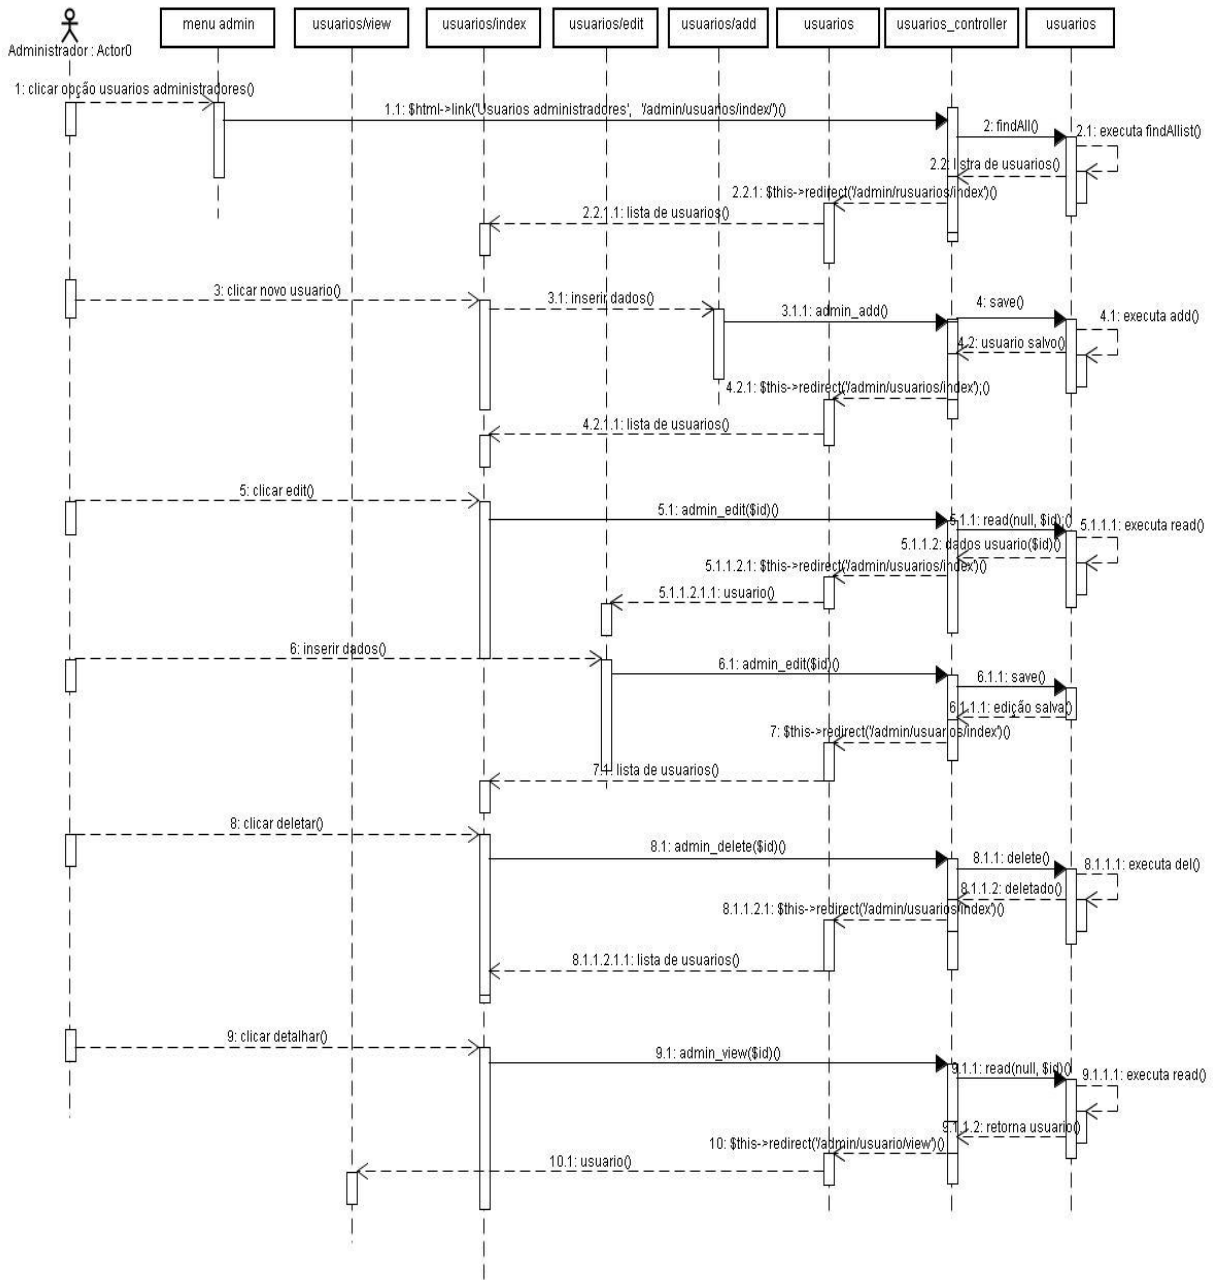 menu admin
usuarios/view
usuarios/index
usuarios/edit
usuarios/add
usuarios
usuarios_controller
usuarios
Administrador : Actor0
1: clicar opção usuarios administradores()
1.1: $html->link('Usuarios administradores', '/admin/usuarios/index/')()
2: findAll()
2.1: executa findAllist()
2.2: listra de usuarios()
2.2.1: $this->redirect('/admin/rusuarios/index')()
2.2.1.1: lista de usuarios()
3: clicar novo usuario()
3.1: inserir dados()
3.1.1: admin_add()
4: save()
4.1: executa add()
4.2: usuario salvo()
4.2.1: $this->redirect('/admin/usuarios/index');()
4.2.1.1: lista de usuarios()
5: clicar edit()
5.1: admin_edit($id)()
5.1.1: read(null, $id);()
5.1.1.1: executa read()
5.1.1.2: dados usuario($id)()
5.1.1.2.1: $this->redirect('/admin/usuarios/index')()
5.1.1.2.1.1: usuario()
6: inserir dados()
6.1: admin_edit($id)()
6.1.1: save()
6.1.1.1: edição salva()
7: $this->redirect('/admin/usuarios/index')()
7.1: lista de usuarios()
8: clicar deletar()
8.1: admin_delete($id)()
8.1.1: delete()
8.1.1.1: executa del()
8.1.1.2: deletado()
8.1.1.2.1: $this->redirect('/admin/usuarios/index')()
8.1.1.2.1.1: lista de usuarios()
9: clicar detalhar()
9.1: admin_view($id)()
9.1.1: read(null, $id)()
9.1.1.1: executa read()
9.1.1.2: retorna usuario()
10: $this->redirect('/admin/usuario/view')()
10.1: usuario()